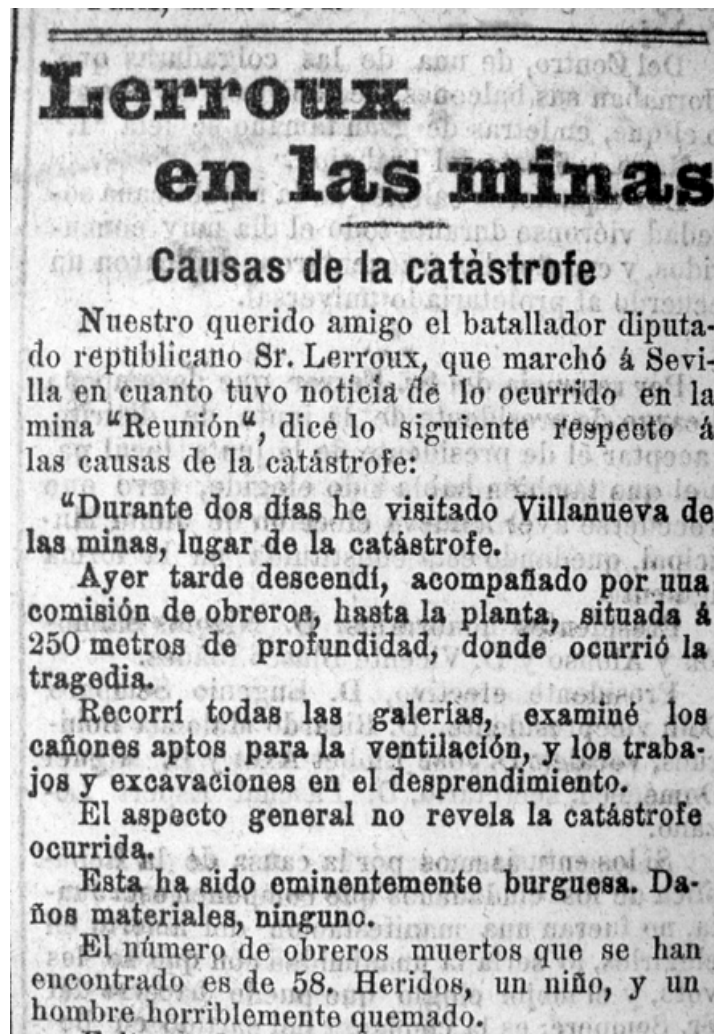 Lerroux
en las minas
Causas de la catástrofe
Nuestro querido amigo el batallador diputa-
do republicano Sr. Lerroux, que marchó á Sevi-
lla en cuanto tuvo noticia de lo ocurrido en la
mina "Reunión", dice lo siguiente respecto á
las causas de la catástrofe:
"Durante dos días he visitado Villanueva de
las minas, lugar de la catástrofe.
Ayer tarde descendí, acompañado por una
comisión de obreros, hasta la planta, situada á
250 metros de profundidad, donde ocurrió la
tragedia.
Recorrí todas las galerías, examiné los
cañones aptos para la ventilación, y los traba-
jos y excavaciones en el desprendimiento.
El aspecto general no revela la catástrofe
ocurrida.
Esta ha sido eminentemente burguesa. Da-
ños materiales, ninguno.
El número de obreros muertos que se han
encontrado es de 58. Heridos, un niño, y un
hombre horriblemente quemado.